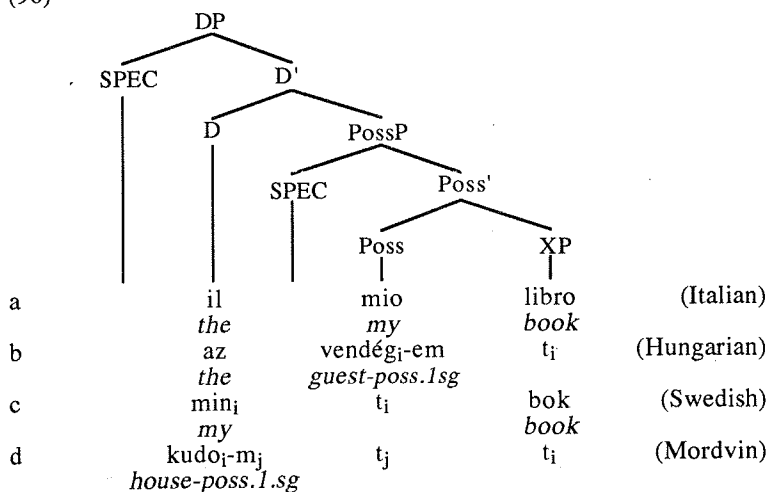 DP
SPEC D'
D PossP
SPEC Poss'
Poss XP
a il mio libro (Italian)
the my book
b az vendégi-em ti (Hungarian)
the guest-poss.1sg
c mini ti bok (Swedish)
my book
d kudoi-mj tj ti (Mordvin)
house-poss.1.sg